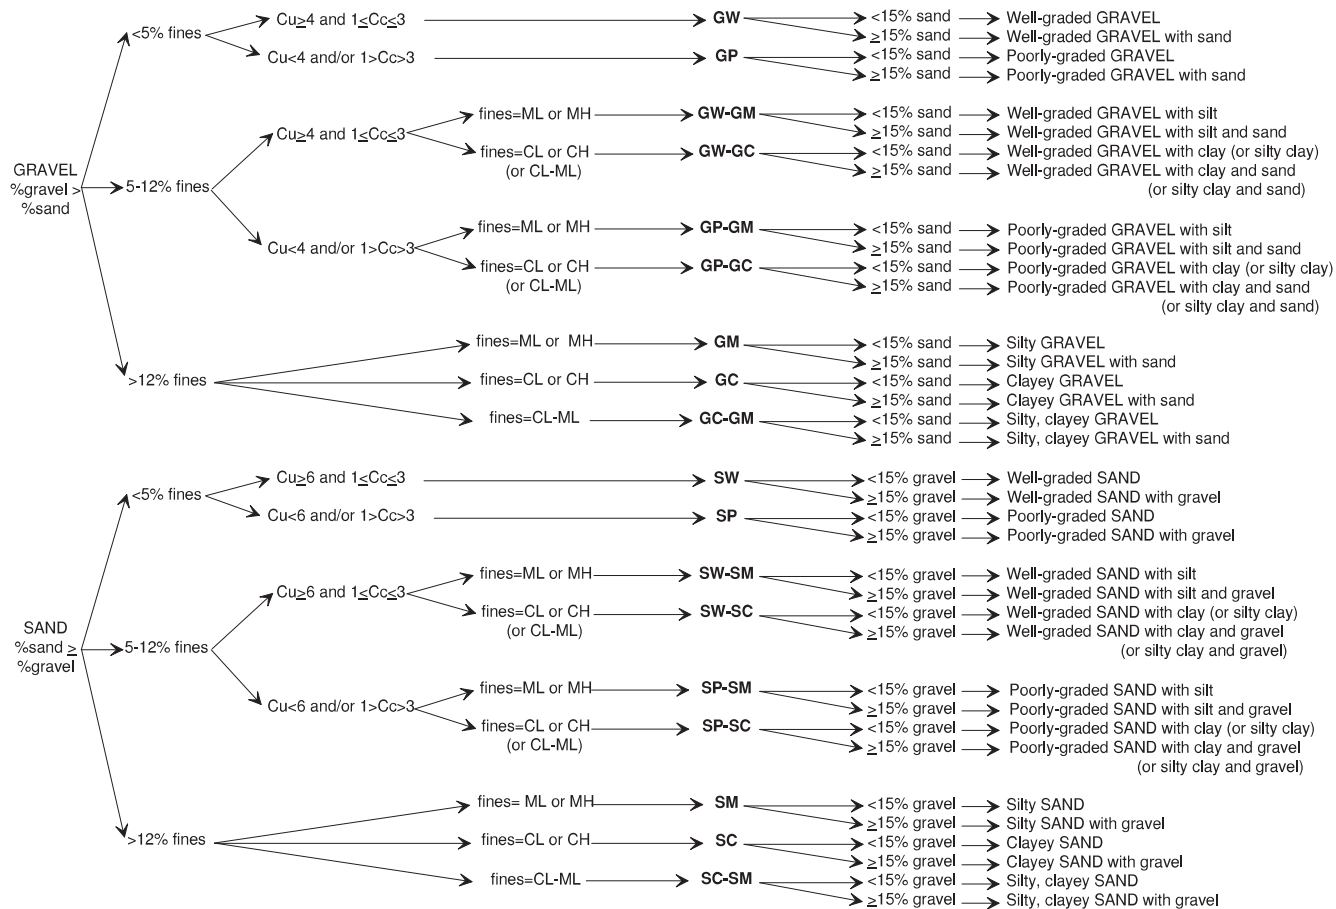 <5% fines
Cu≥4 and 1≤Cc≤3
GW
<15% sand
Well-graded GRAVEL
≥15% sand
Well-graded GRAVEL with sand
Cu<4 and/or 1>Cc>3
GP
<15% sand
Poorly-graded GRAVEL
≥15% sand
Poorly-graded GRAVEL with sand
GRAVEL
%gravel >
%sand
5-12% fines
Cu≥4 and 1≤Cc≤3
fines=ML or MH
GW-GM
<15% sand
Well-graded GRAVEL with silt
≥15% sand
Well-graded GRAVEL with silt and sand
fines=CL or CH
(or CL-ML)
GW-GC
<15% sand
Well-graded GRAVEL with clay (or silty clay)
≥15% sand
Well-graded GRAVEL with clay and sand
(or silty clay and sand)
Cu<4 and/or 1>Cc>3
fines=ML or MH
GP-GM
<15% sand
Poorly-graded GRAVEL with silt
≥15% sand
Poorly-graded GRAVEL with silt and sand
fines=CL or CH
(or CL-ML)
GP-GC
<15% sand
Poorly-graded GRAVEL with clay (or silty clay)
≥15% sand
Poorly-graded GRAVEL with clay and sand
(or silty clay and sand)
>12% fines
fines=ML or MH
GM
<15% sand
Silty GRAVEL
≥15% sand
Silty GRAVEL with sand
fines=CL or CH
GC
<15% sand
Clayey GRAVEL
≥15% sand
Clayey GRAVEL with sand
fines=CL-ML
GC-GM
<15% sand
Silty, clayey GRAVEL
≥15% sand
Silty, clayey GRAVEL with sand
<5% fines
Cu≥6 and 1≤Cc≤3
SW
<15% gravel
Well-graded SAND
≥15% gravel
Well-graded SAND with gravel
Cu<6 and/or 1>Cc>3
SP
<15% gravel
Poorly-graded SAND
≥15% gravel
Poorly-graded SAND with gravel
SAND
%sand ≥
%gravel
5-12% fines
Cu≥6 and 1≤Cc≤3
fines=ML or MH
SW-SM
<15% gravel
Well-graded SAND with silt
≥15% gravel
Well-graded SAND with silt and gravel
fines=CL or CH
(or CL-ML)
SW-SC
<15% gravel
Well-graded SAND with clay (or silty clay)
≥15% gravel
Well-graded SAND with clay and gravel
(or silty clay and gravel)
Cu<6 and/or 1>Cc>3
fines=ML or MH
SP-SM
<15% gravel
Poorly-graded SAND with silt
≥15% gravel
Poorly-graded SAND with silt and gravel
fines=CL or CH
(or CL-ML)
SP-SC
<15% gravel
Poorly-graded SAND with clay (or silty clay)
≥15% gravel
Poorly-graded SAND with clay and gravel
(or silty clay and gravel)
>12% fines
fines= ML or MH
SM
<15% gravel
Silty SAND
≥15% gravel
Silty SAND with gravel
fines=CL or CH
SC
<15% gravel
Clayey SAND
≥15% gravel
Clayey SAND with gravel
fines=CL-ML
SC-SM
<15% gravel
Silty, clayey SAND
≥15% gravel
Silty, clayey SAND with gravel